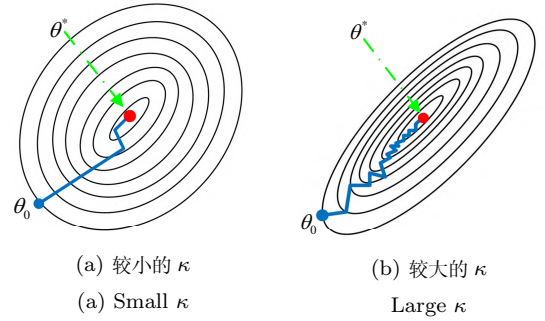 θ*
θ*
θ₀
θ₀
(a) 较小的 κ
(b) 较大的 κ
(a) Small κ
Large κ